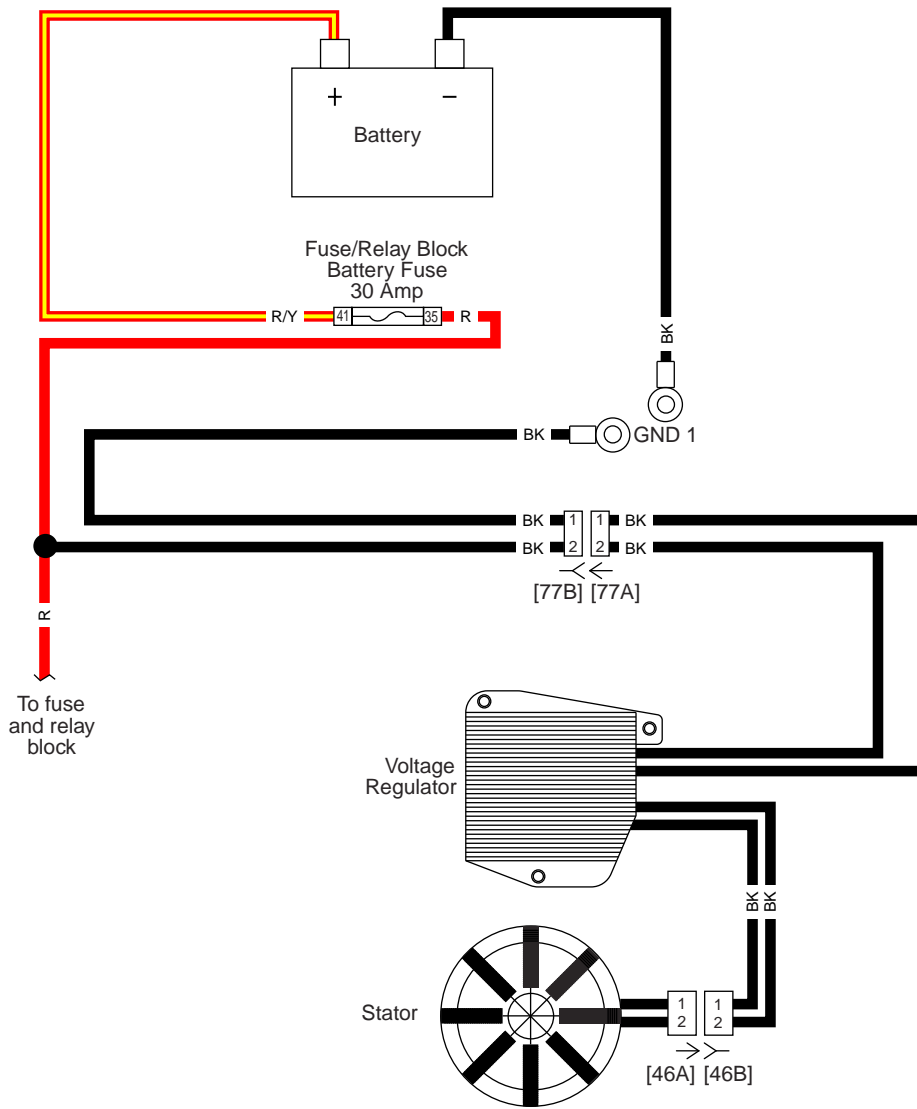 + −
Battery
Fuse/Relay Block
Battery Fuse
30 Amp
R/Y 41 35 R
BK
BK GND 1
BK 1 1 BK
BK 2 2 BK
[77B] [77A]
R
To fuse
and relay
block
Voltage
Regulator
BK BK
Stator
1 1
2 2
[46A] [46B]